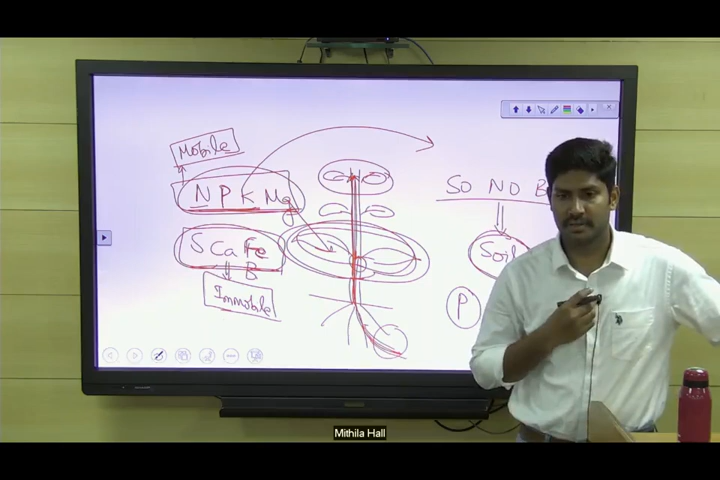 Mobile
N P K Mg
S Ca Fe
B
Immobile
SO NO B
Soil
P
Mithila Hall